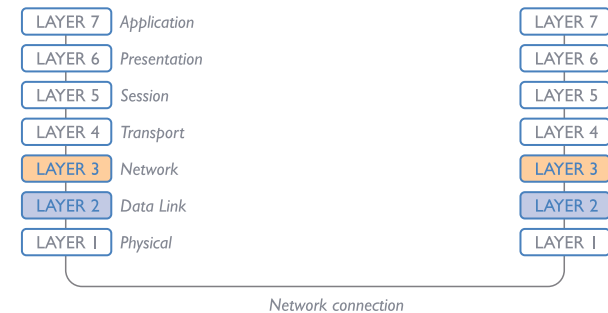 LAYER 7 Application LAYER 7
LAYER 6 Presentation LAYER 6
LAYER 5 Session LAYER 5
LAYER 4 Transport LAYER 4
LAYER 3 Network LAYER 3
LAYER 2 Data Link LAYER 2
LAYER 1 Physical LAYER 1
Network connection